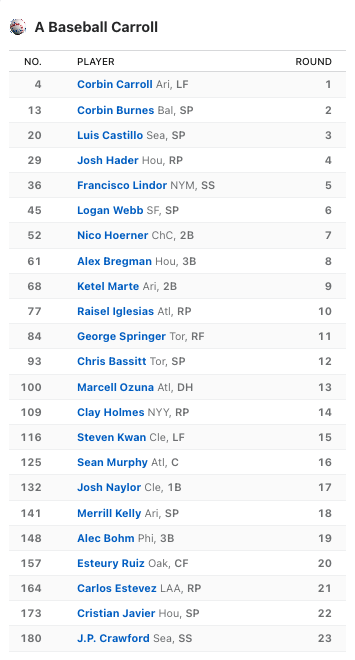 A Baseball Carroll
NO. PLAYER ROUND
4 Corbin Carroll Ari, LF 1
13 Corbin Burnes Bal, SP 2
20 Luis Castillo Sea, SP 3
29 Josh Hader Hou, RP 4
36 Francisco Lindor NYM, SS 5
45 Logan Webb SF, SP 6
52 Nico Hoerner ChC, 2B 7
61 Alex Bregman Hou, 3B 8
68 Ketel Marte Ari, 2B 9
77 Raisel Iglesias Atl, RP 10
84 George Springer Tor, RF 11
93 Chris Bassitt Tor, SP 12
100 Marcell Ozuna Atl, DH 13
109 Clay Holmes NYY, RP 14
116 Steven Kwan Cle, LF 15
125 Sean Murphy Atl, C 16
132 Josh Naylor Cle, 1B 17
141 Merrill Kelly Ari, SP 18
148 Alec Bohm Phi, 3B 19
157 Esteury Ruiz Oak, CF 20
164 Carlos Estevez LAA, RP 21
173 Cristian Javier Hou, SP 22
180 J.P. Crawford Sea, SS 23